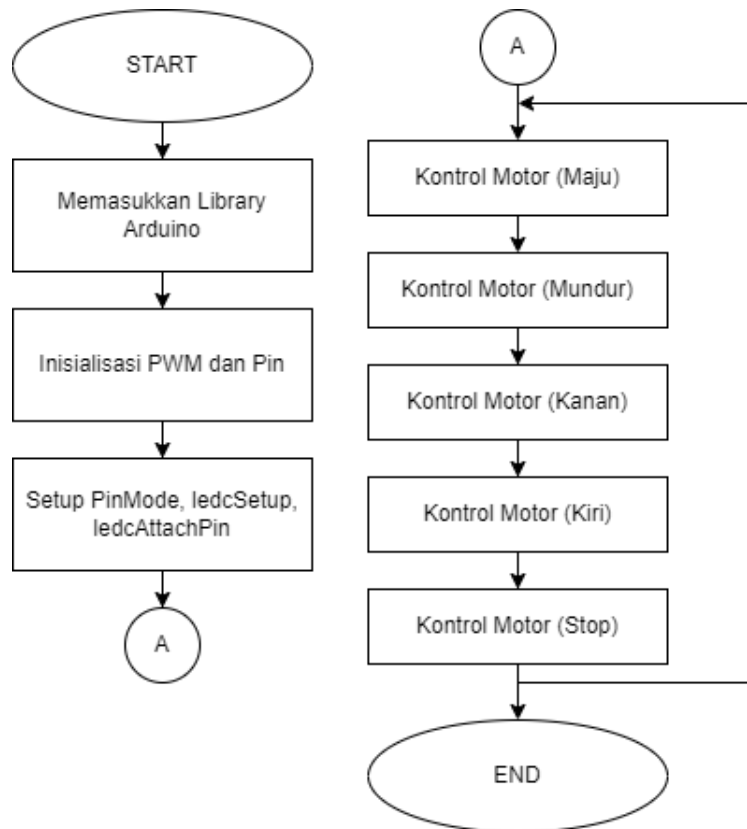 START
Memasukkan Library
Arduino
Inisialisasi PWM dan Pin
Setup PinMode, ledcSetup,
ledcAttachPin
A
A
Kontrol Motor (Maju)
Kontrol Motor (Mundur)
Kontrol Motor (Kanan)
Kontrol Motor (Kiri)
Kontrol Motor (Stop)
END